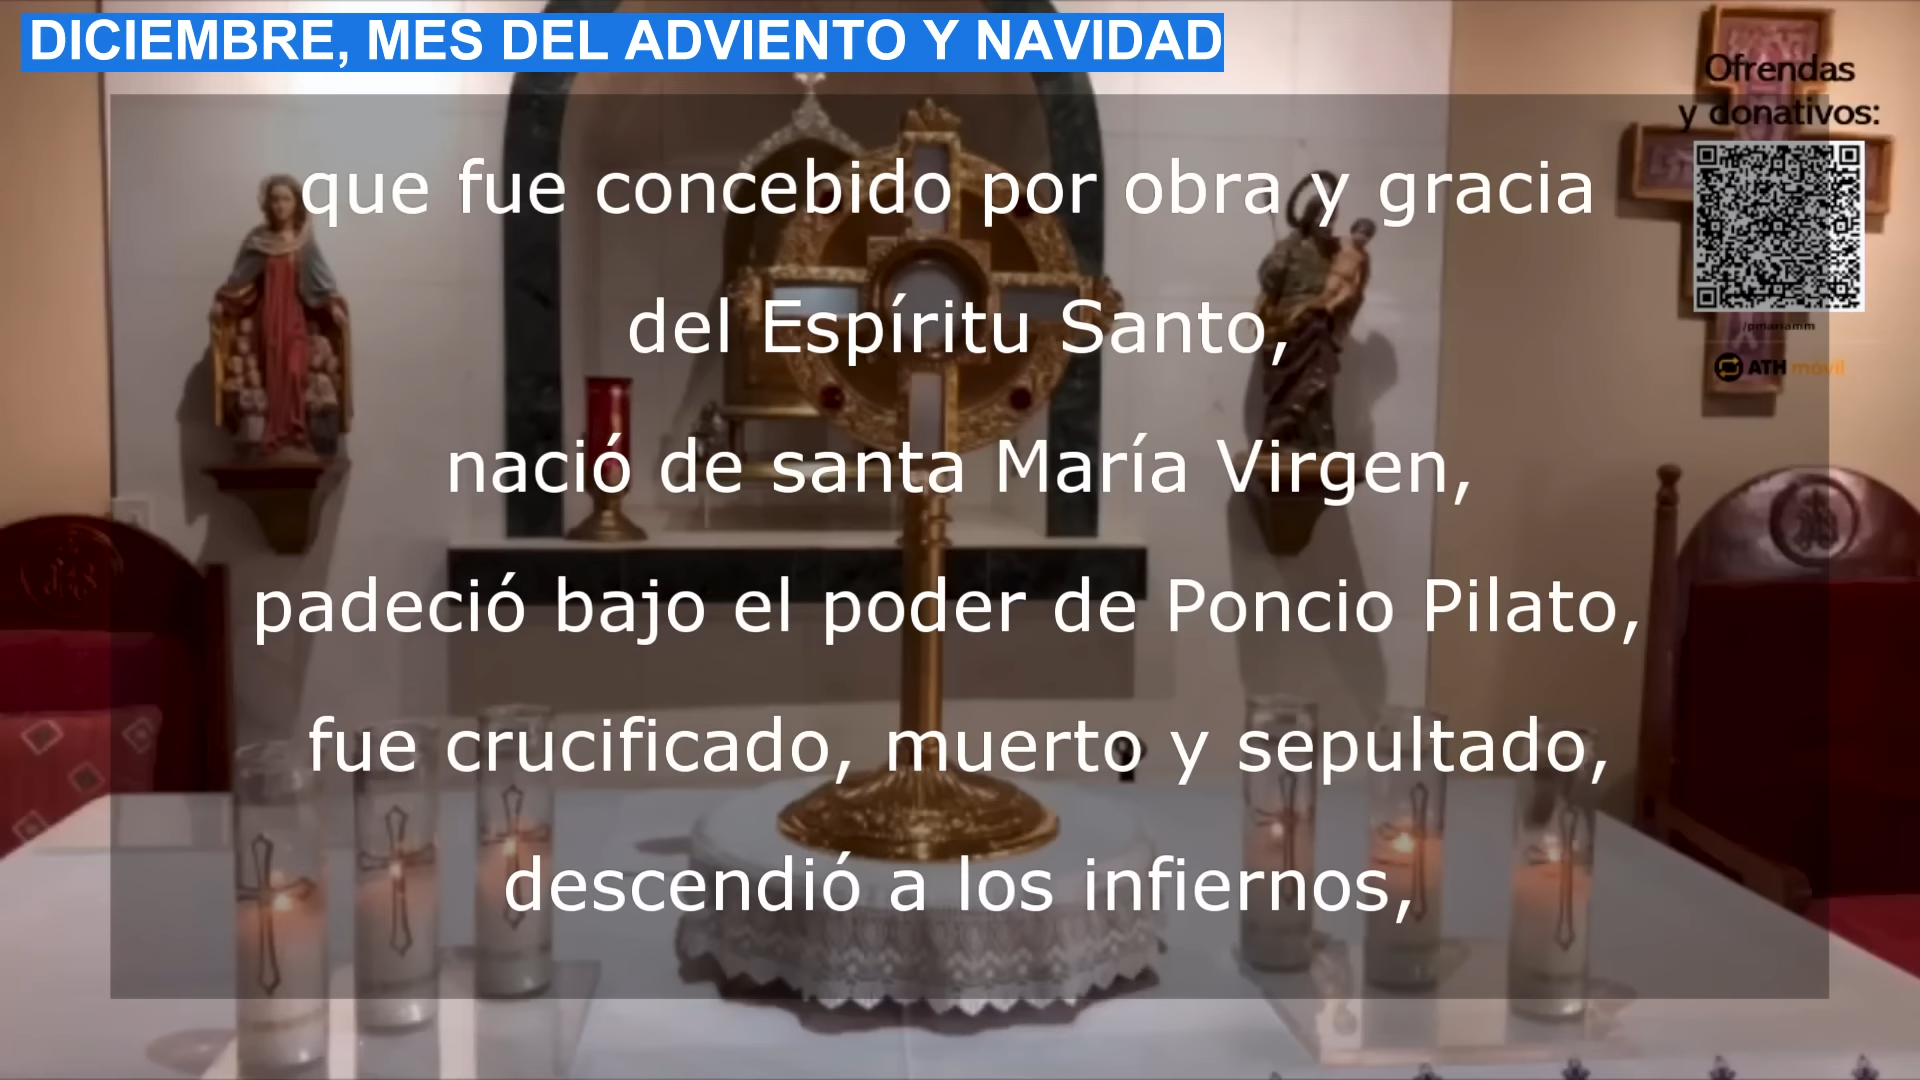 DICIEMBRE, MES DEL ADVIENTO Y NAVIDAD
Ofrendas
y donativos:
/pmariamm
ATH móvil
que fue concebido por obra y gracia
del Espíritu Santo,
nació de santa María Virgen,
padeció bajo el poder de Poncio Pilato,
fue crucificado, muerto y sepultado,
descendió a los infiernos,